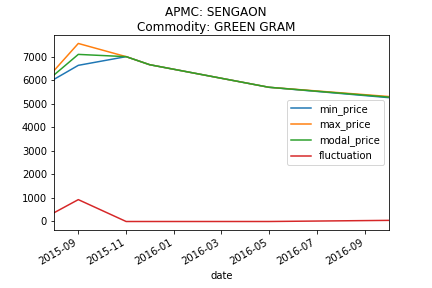 APMC: SENGAON
Commodity: GREEN GRAM
7000
6000
5000
4000
3000
2000
1000
0
min_price
max_price
modal_price
fluctuation
2015-09
2015-11
2016-01
2016-03
2016-05
2016-07
2016-09
date